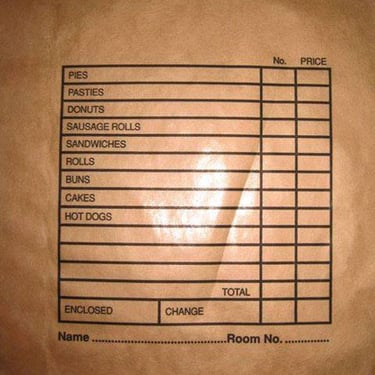 No. PRICE
PIES
PASTIES
DONUTS
SAUSAGE ROLLS
SANDWICHES
ROLLS
BUNS
CAKES
HOT DOGS
TOTAL
ENCLOSED CHANGE
Name ........................................Room No. .............